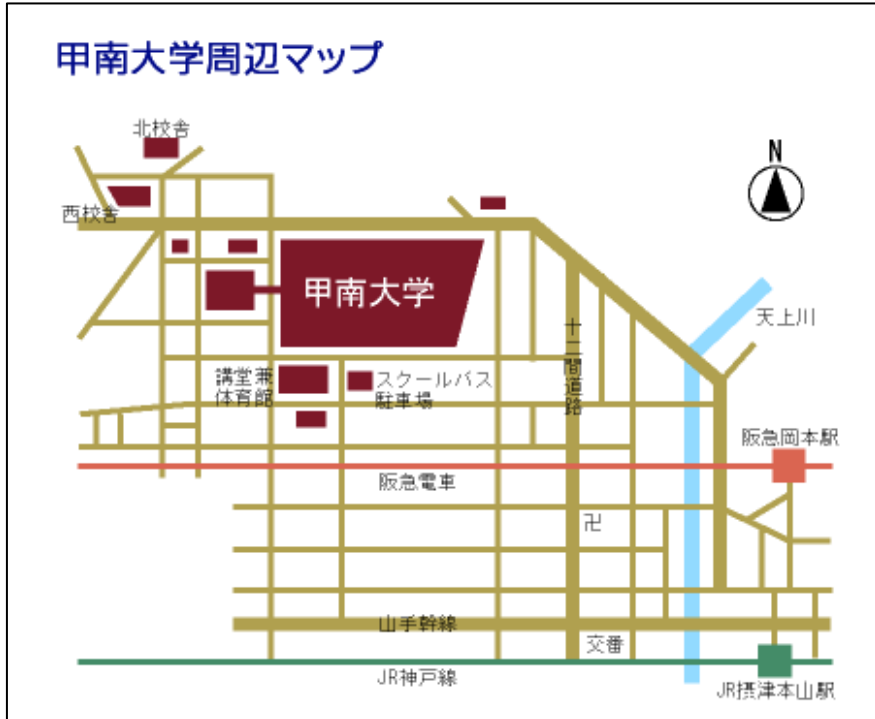 甲南大学周辺マップ
北校舎
N
西校舎
甲南大学
天上川
十二間道路
講堂兼
体育館
スクールバス
駐車場
阪急岡本駅
阪急電車
卍
山手幹線
交番
JR神戸線
JR摂津本山駅